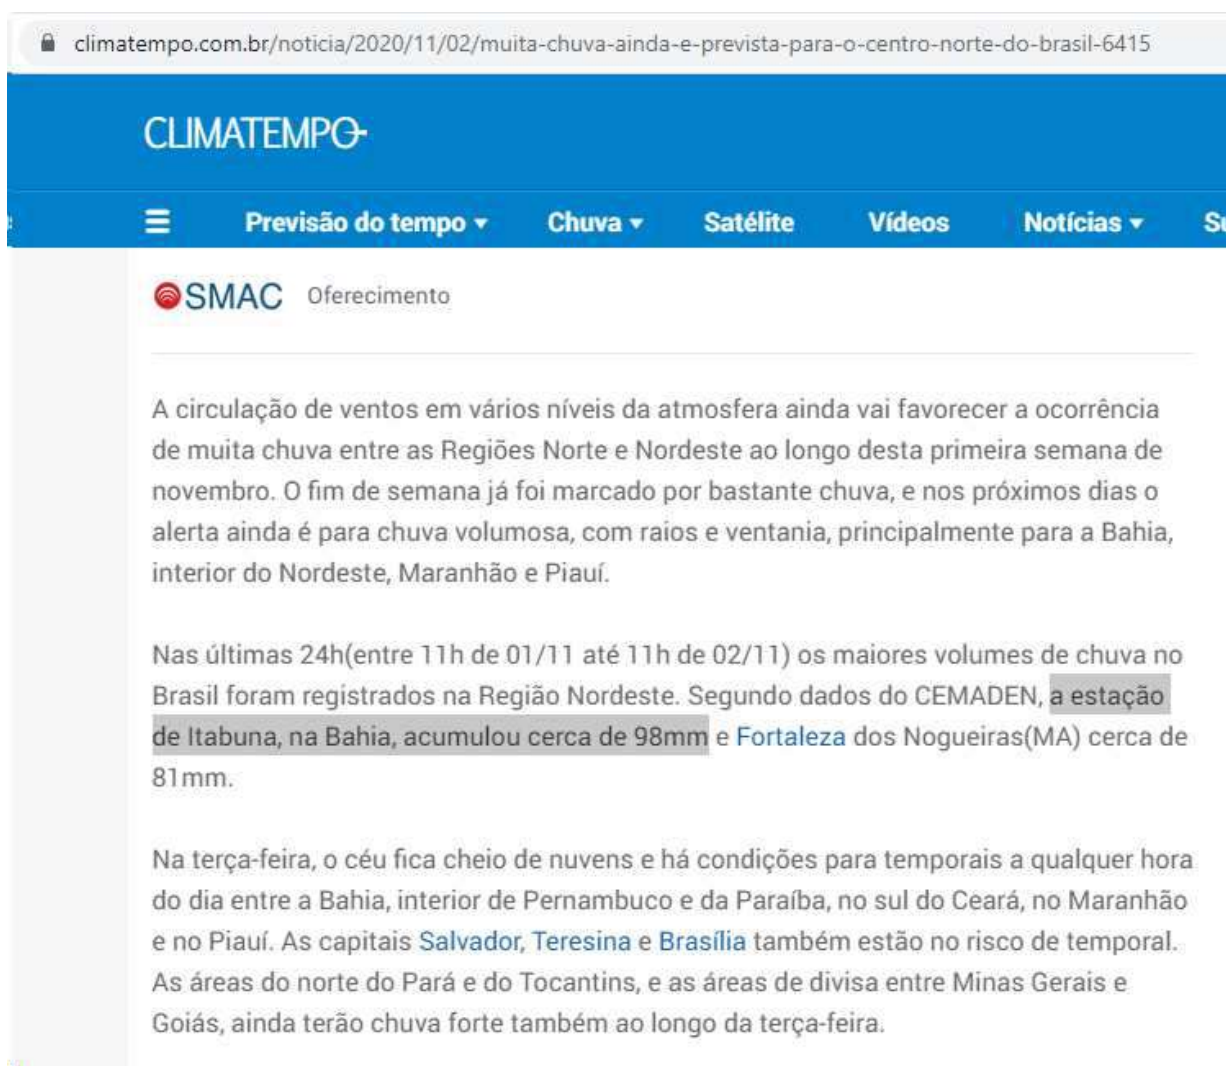 climatempo.com.br/noticia/2020/11/02/muita-chuva-ainda-e-prevista-para-o-centro-norte-do-brasil-6415
CLIMATEMPO
Previsão do tempo Chuva Satélite Vídeos Notícias
SMAC Oferecimento
A circulação de ventos em vários níveis da atmosfera ainda vai favorecer a ocorrência
de muita chuva entre as Regiões Norte e Nordeste ao longo desta primeira semana de
novembro. O fim de semana já foi marcado por bastante chuva, e nos próximos dias o
alerta ainda é para chuva volumosa, com raios e ventania, principalmente para a Bahia,
interior do Nordeste, Maranhão e Piauí.
Nas últimas 24h(entre 11h de 01/11 até 11h de 02/11) os maiores volumes de chuva no
Brasil foram registrados na Região Nordeste. Segundo dados do CEMADEN, a estação
de Itabuna, na Bahia, acumulou cerca de 98mm e Fortaleza dos Nogueiras(MA) cerca de
81mm.
Na terça-feira, o céu fica cheio de nuvens e há condições para temporais a qualquer hora
do dia entre a Bahia, interior de Pernambuco e da Paraíba, no sul do Ceará, no Maranhão
e no Piauí. As capitais Salvador, Teresina e Brasília também estão no risco de temporal.
As áreas do norte do Pará e do Tocantins, e as áreas de divisa entre Minas Gerais e
Goiás, ainda terão chuva forte também ao longo da terça-feira.